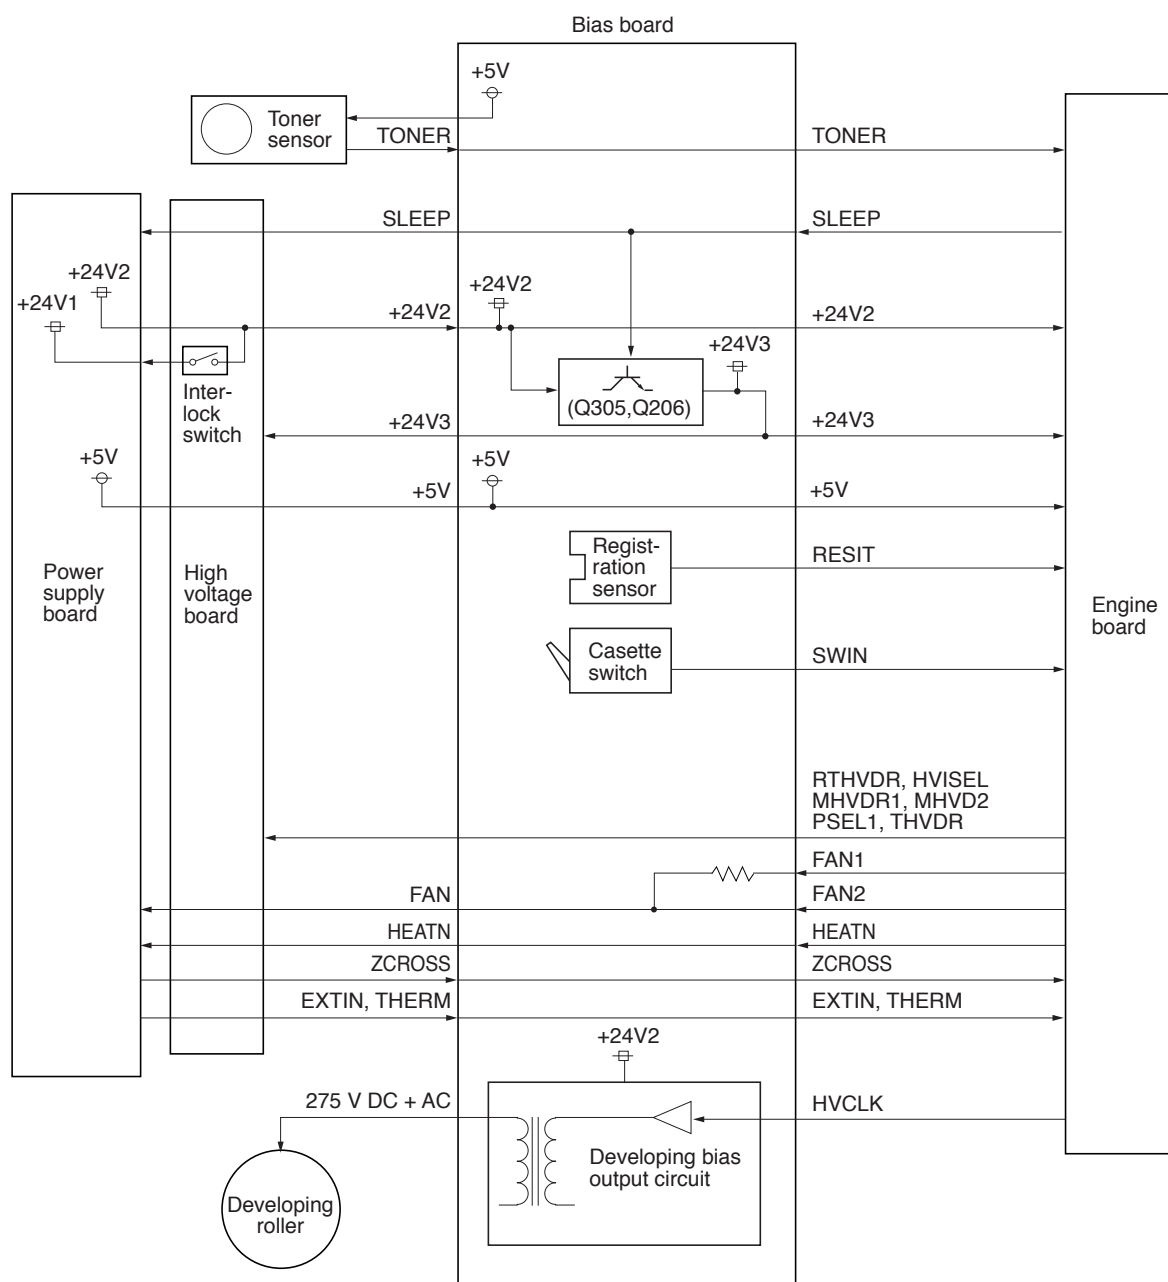 Bias board
+5V
Toner
sensor
TONER
TONER
SLEEP
SLEEP
+24V2
+24V1
+24V2
+24V2
+24V2
+24V3
(Q305,Q206)
Inter-
lock
switch
+24V3
+24V3
+5V
+5V
+5V
+5V
Regist-
ration
sensor
RESIT
Power
supply
board
High
voltage
board
Engine
board
Casette
switch
SWIN
RTHVDR, HVISEL
MHVDR1, MHVD2
PSEL1, THVDR
FAN1
FAN
FAN2
HEATN
HEATN
ZCROSS
ZCROSS
EXTIN, THERM
EXTIN, THERM
+24V2
275 V DC + AC
HVCLK
Developing bias
output circuit
Developing
roller